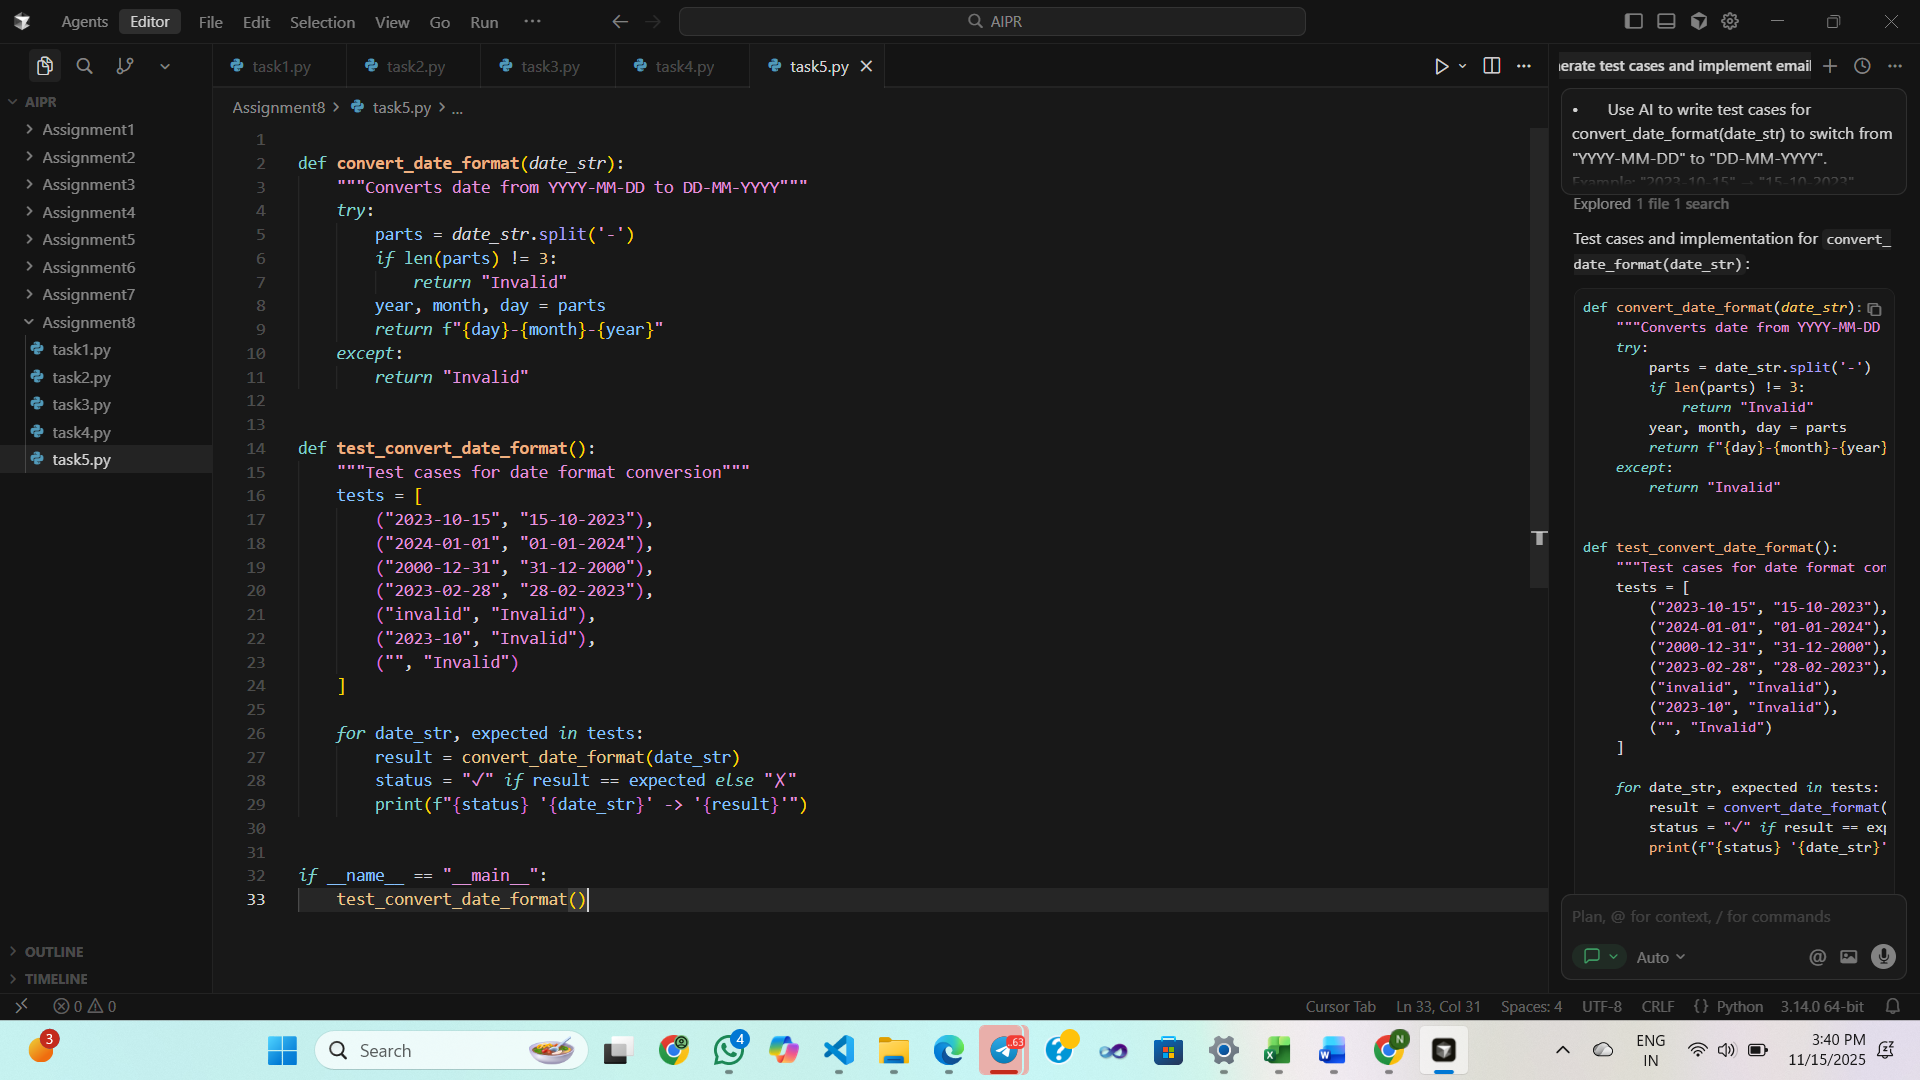 Agents Editor File Edit Selection View Go Run ··· AIPR
task1.py task2.py task3.py task4.py task5.py
AIPR
Assignment1
Assignment2
Assignment3
Assignment4
Assignment5
Assignment6
Assignment7
Assignment8
task1.py
task2.py
task3.py
task4.py
task5.py
OUTLINE
TIMELINE
Assignment8 > task5.py > ...
1
2 def convert_date_format(date_str):
3 """Converts date from YYYY-MM-DD to DD-MM-YYYY"""
4 try:
5 parts = date_str.split('-')
6 if len(parts) != 3:
7 return "Invalid"
8 year, month, day = parts
9 return f"{day}-{month}-{year}"
10 except:
11 return "Invalid"
12
13
14 def test_convert_date_format():
15 """Test cases for date format conversion"""
16 tests = [
17 ("2023-10-15", "15-10-2023"),
18 ("2024-01-01", "01-01-2024"),
19 ("2000-12-31", "31-12-2000"),
20 ("2023-02-28", "28-02-2023"),
21 ("invalid", "Invalid"),
22 ("2023-10", "Invalid"),
23 ("", "Invalid")
24 ]
25
26 for date_str, expected in tests:
27 result = convert_date_format(date_str)
28 status = "✓" if result == expected else "✗"
29 print(f"{status} '{date_str}' -> '{result}'")
30
31
32 if __name__ == "__main__":
33 test_convert_date_format()
erate test cases and implement email
• Use AI to write test cases for
convert_date_format(date_str) to switch from
"YYYY-MM-DD" to "DD-MM-YYYY".
Example: "2023-10-15" → "15-10-2023"
Explored 1 file 1 search
Test cases and implementation for convert_
date_format(date_str):
def convert_date_format(date_str):
"""Converts date from YYYY-MM-DD
try:
parts = date_str.split('-')
if len(parts) != 3:
return "Invalid"
year, month, day = parts
return f"{day}-{month}-{year}
except:
return "Invalid"
def test_convert_date_format():
"""Test cases for date format con
tests = [
("2023-10-15", "15-10-2023"),
("2024-01-01", "01-01-2024"),
("2000-12-31", "31-12-2000"),
("2023-02-28", "28-02-2023"),
("invalid", "Invalid"),
("2023-10", "Invalid"),
("", "Invalid")
]
for date_str, expected in tests:
result = convert_date_format(
status = "✓" if result == exp
print(f"{status} '{date_str}'
Plan, @ for context, / for commands
Auto
0 0 Cursor Tab Ln 33, Col 31 Spaces: 4 UTF-8 CRLF {} Python 3.14.0 64-bit
3 Search 4 ..63 N ENG 3:40 PM
IN 11/15/2025